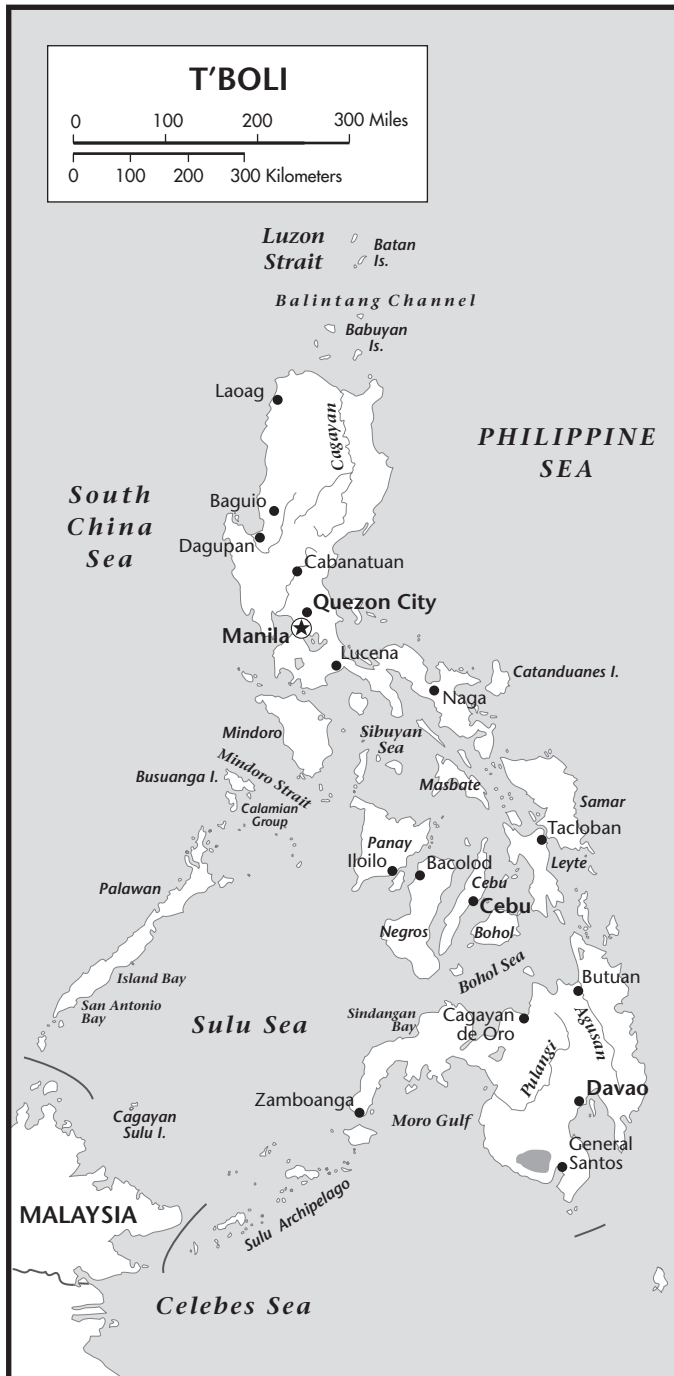 T'BOLI
0 100 200 300 Miles
0 100 200 300 Kilometers
Luzon
Strait
Batan
Is.
Balintang Channel
Babuyan
Is.
Laoag
Cagayan
PHILIPPINE
SEA
South
China
Sea
Baguio
Dagupan
Cabanatuan
Quezon City
Manila
Lucena
Catanduanes I.
Naga
Mindoro
Sibuyan
Sea
Mindoro Strait
Busuanga I.
Calamian
Group
Masbate
Samar
Tacloban
Panay
Iloilo
Bacolod
Leyte
Cebu
Cebu
Palawan
Negros
Bohol
Bohol Sea
Island Bay
San Antonio
Bay
Butuan
Sulu Sea
Sindangan
Bay
Cagayan
de Oro
Agusan
Pulangi
Davao
Zamboanga
Cagayan
Sulu I.
Moro Gulf
General
Santos
MALAYSIA
Sulu Archipelago
Celebes Sea